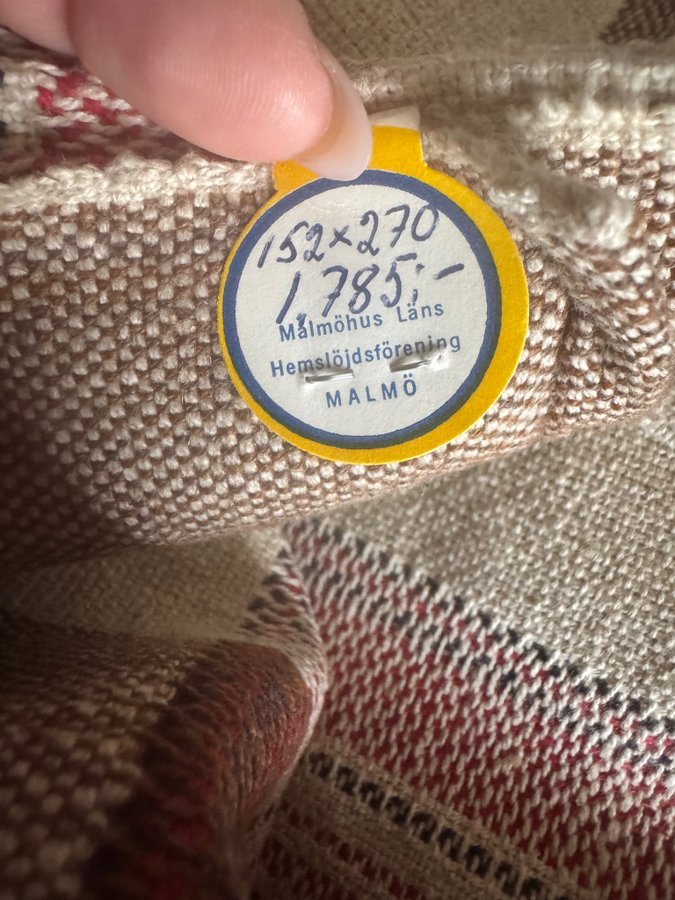 152×270
1,785;-
Malmöhus Läns
Hemslöjdsförening
MALMÖ